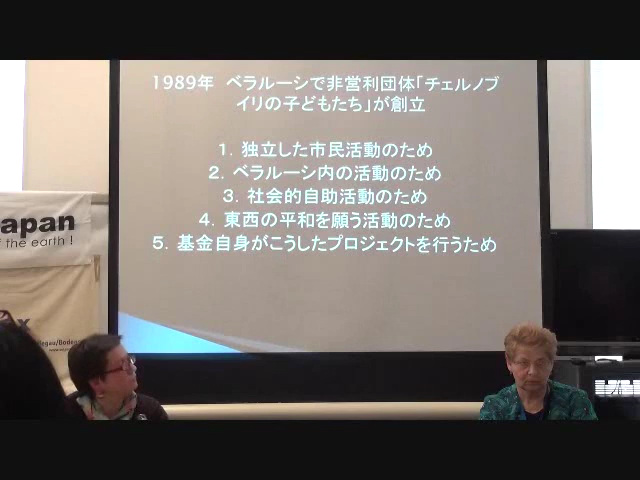 1989年　ベラルーシで非営利団体「チェルノブ
イリの子どもたち」が創立
1．独立した市民活動のため
2．ベラルーシ内の活動のため
3．社会的自助活動のため
4．東西の平和を願う活動のため
5．基金自身がこうしたプロジェクトを行うため
apan
f the earth !